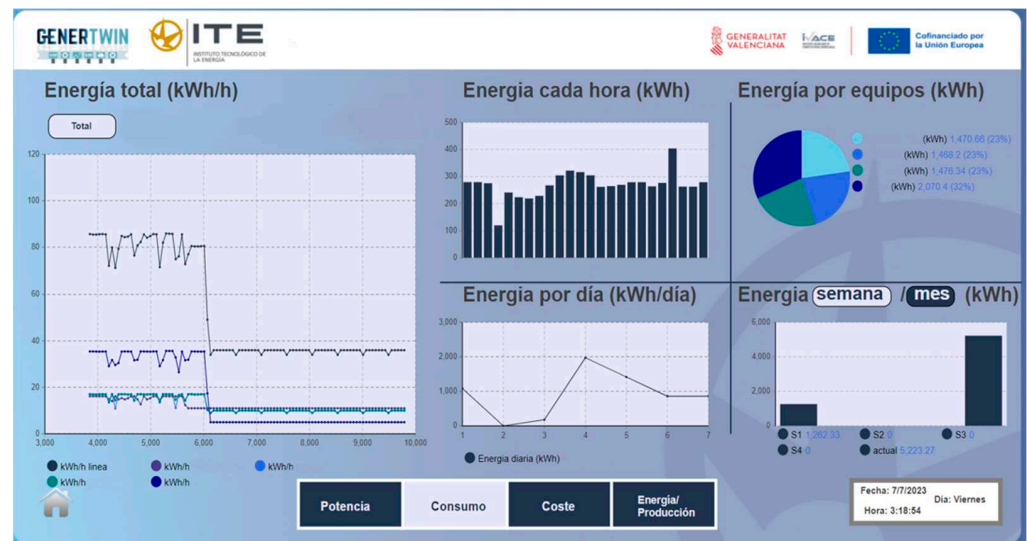 GENERTWIN
ITE
INSTITUTO TECNOLÓGICO DE
LA ENERGÍA
GENERALITAT
VALENCIANA
IVACE
Cofinanciado por
la Unión Europea
Energía total (kWh/h)
Total
120
100
80
60
40
20
0
3,000 4,000 5,000 6,000 7,000 8,000 9,000 10,000
kWh/h linea kWh/h kWh/h
kWh/h kWh/h
Energia cada hora (kWh)
500
400
300
200
100
0
Energía por equipos (kWh)
(kWh) 1,470.66 (23%)
(kWh) 1,468.2 (23%)
(kWh) 1,476.34 (23%)
(kWh) 2,070.4 (32%)
Energia por día (kWh/día)
3,000
2,000
1,000
0
1 2 3 4 5 6 7
Energia diaria (kWh)
Energia semana / mes (kWh)
6,000
4,000
2,000
0
S1 1,262.33 S2 0 S3 0
S4 0 actual 5,223.27
Potencia Consumo Coste Energía/
Producción
Fecha: 7/7/2023
Dia: Viernes
Hora: 3:18:54